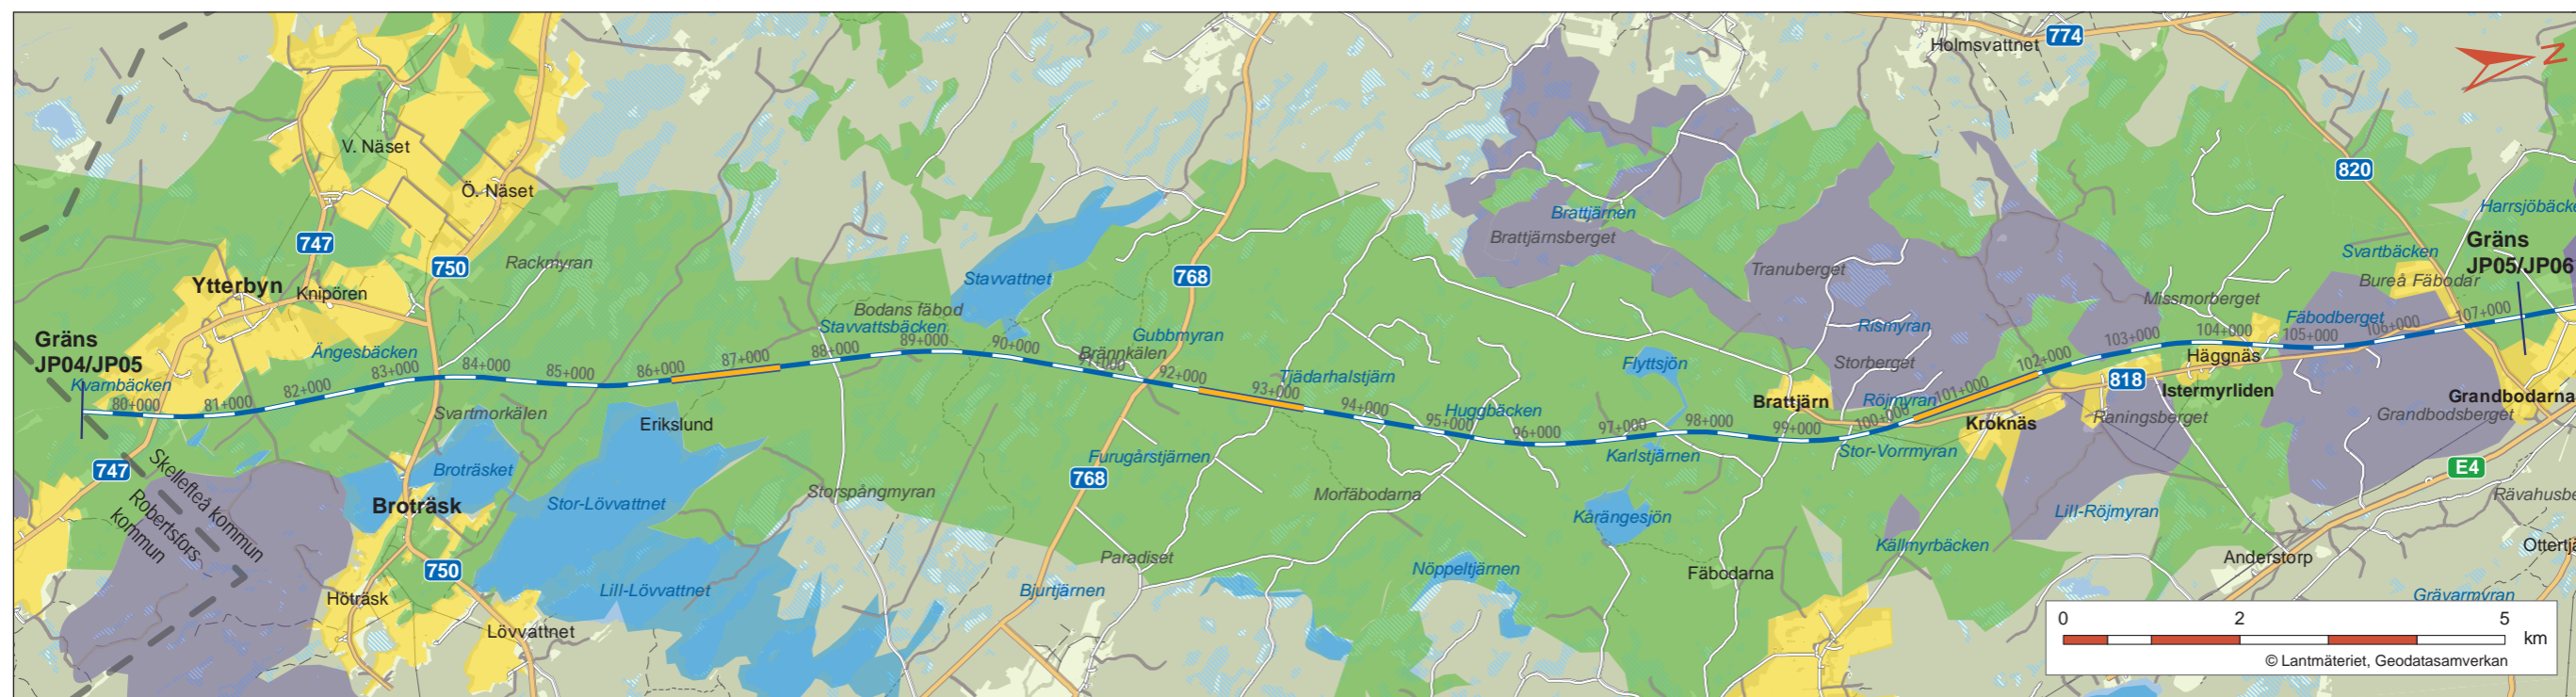 Holmsvattnet
774
N
V. Näset
Ö. Näset
820
747
Brattjärnen
Harrsjöbäcke
Brattjärnsberget
Gräns
JP05/JP06
Svartbäcken
Rackmyran
750
Tranuberget
Bureå Fäbodar
Ytterbyn
Knipören
Stavvattnet
768
Missmorberget
Bodans fäbod
Stavvattsbäcken
Gubbmyran
Rismyran
Fäbodberget
Gräns
JP04/JP05
Ängesbäcken
Brännkälen
Flyttsjön
Storberget
Häggnäs
Kvarnbäcken
Tjädarhalstjärn
818
Istermyrliden
80+000
81+000
82+000
83+000
84+000
85+000
86+000
87+000
88+000
89+000
90+000
91+000
92+000
93+000
94+000
95+000
96+000
97+000
98+000
99+000
100+000
101+000
102+000
103+000
104+000
105+000
106+000
107+000
Svartmorkälen
Erikslund
Huggbäcken
Brattjärn
Röjmyran
Kroknäs
Raningsberget
Grandbodarna
Grandbodsberget
747
Skellefteå kommun
Robertsfors
kommun
Broträsket
Furugårstjärnen
Karlstjärnen
Stor-Vorrmyran
E4
768
Broträsk
Stor-Lövvattnet
Storspångmyran
Morfäbodarna
Kårängesjön
Lill-Röjmyran
Rävahusbe
Källmyrbäcken
Paradiset
750
Nöppeltjärnen
Fäbodarna
Anderstorp
Ottertjä
Höträsk
Lill-Lövvattnet
Bjurtjärnen
Grävarmyran
Lövvattnet
0 2 5
km
© Lantmäteriet, Geodatasamverkan